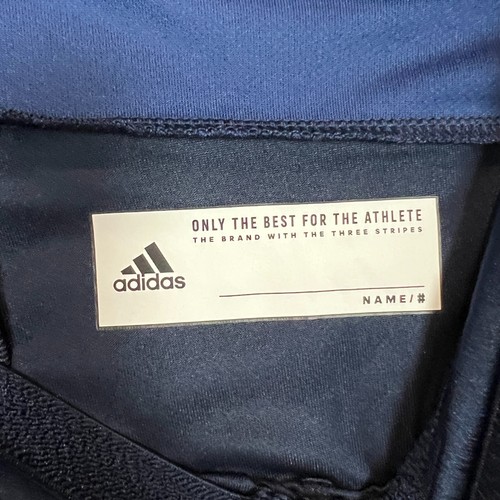 ONLY THE BEST FOR THE ATHLETE
THE BRAND WITH THE THREE STRIPES
adidas
NAME/#